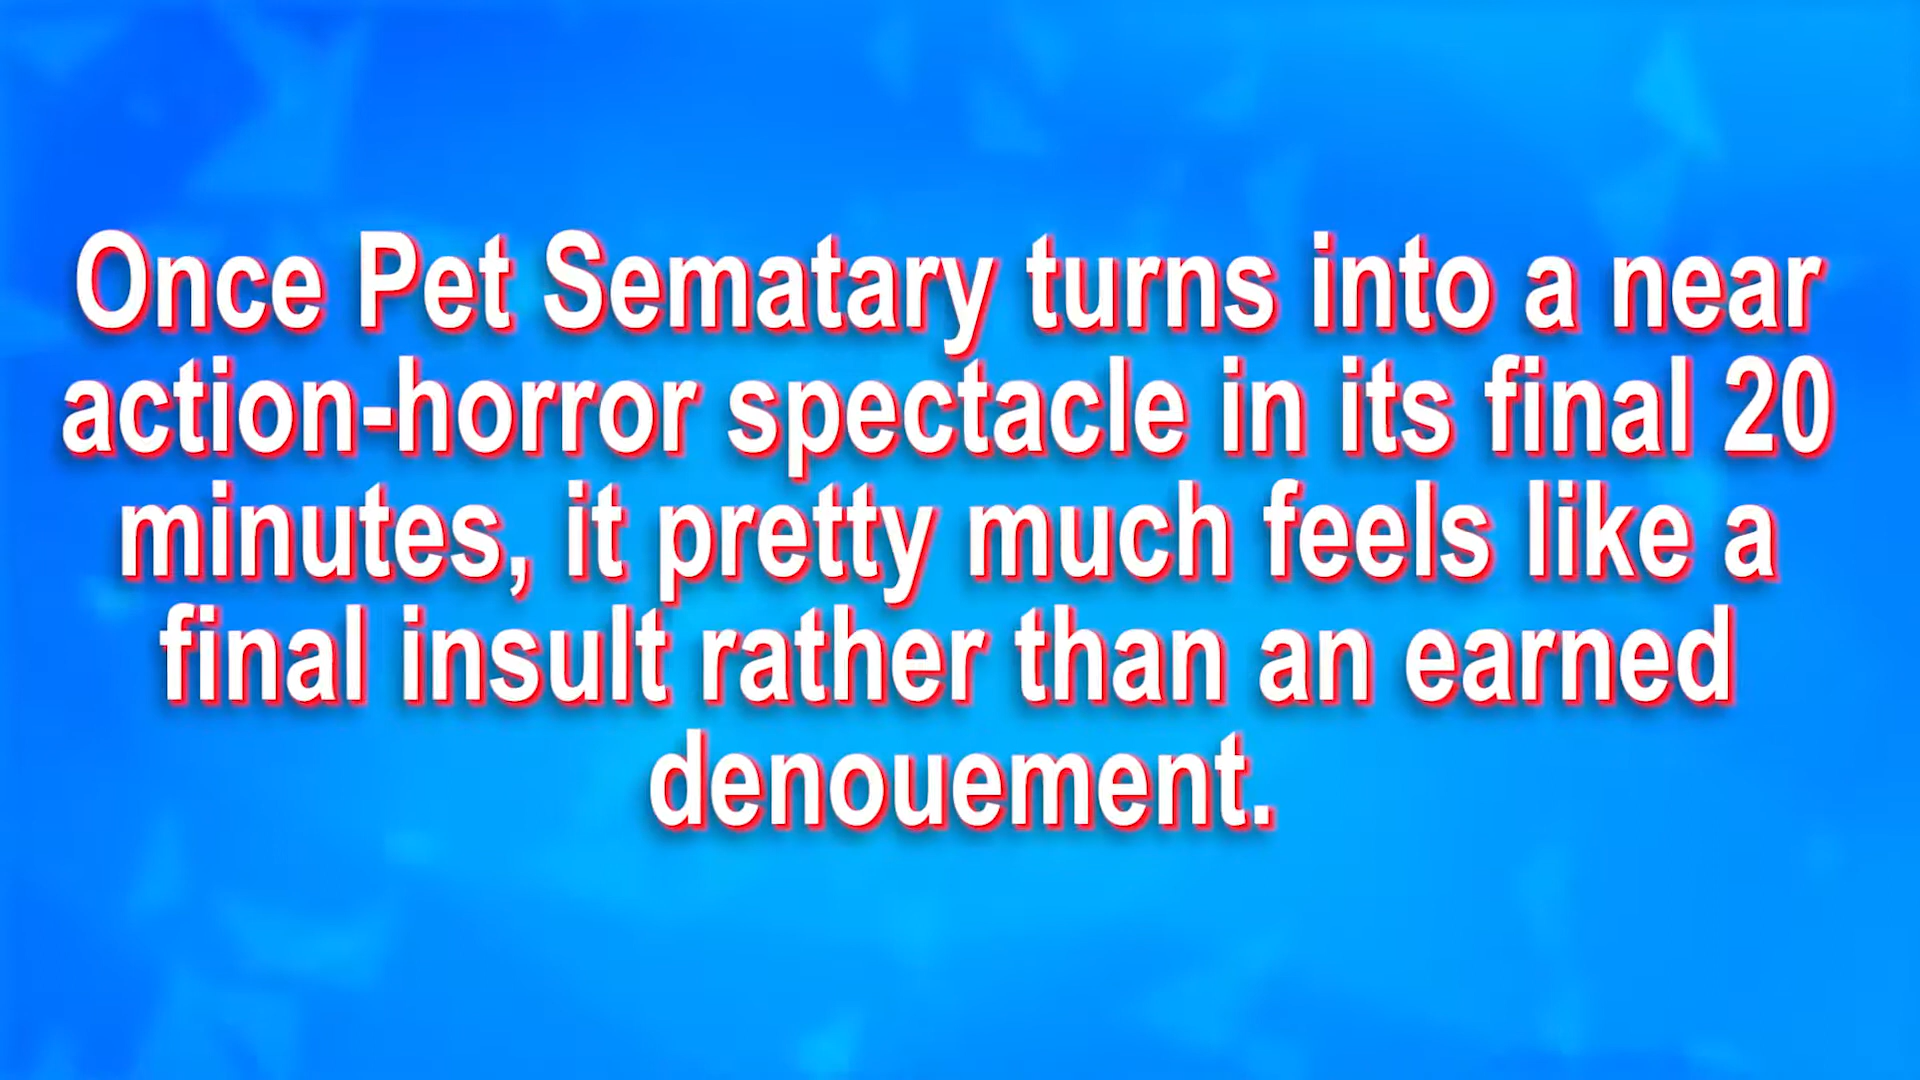 Once Pet Sematary turns into a near
action-horror spectacle in its final 20
minutes, it pretty much feels like a
final insult rather than an earned
denouement.